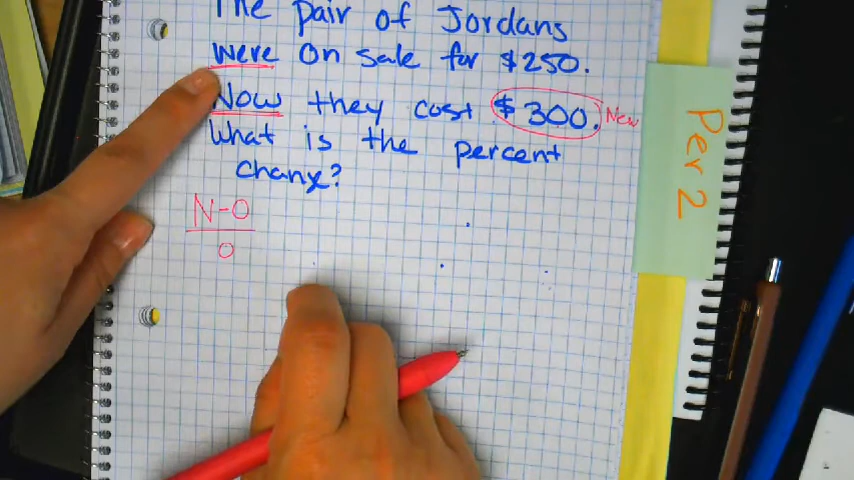 The pair of Jordans
were on sale for $250.
Now they cost $300. New
What is the percent
change?
N-O
O
Per 2